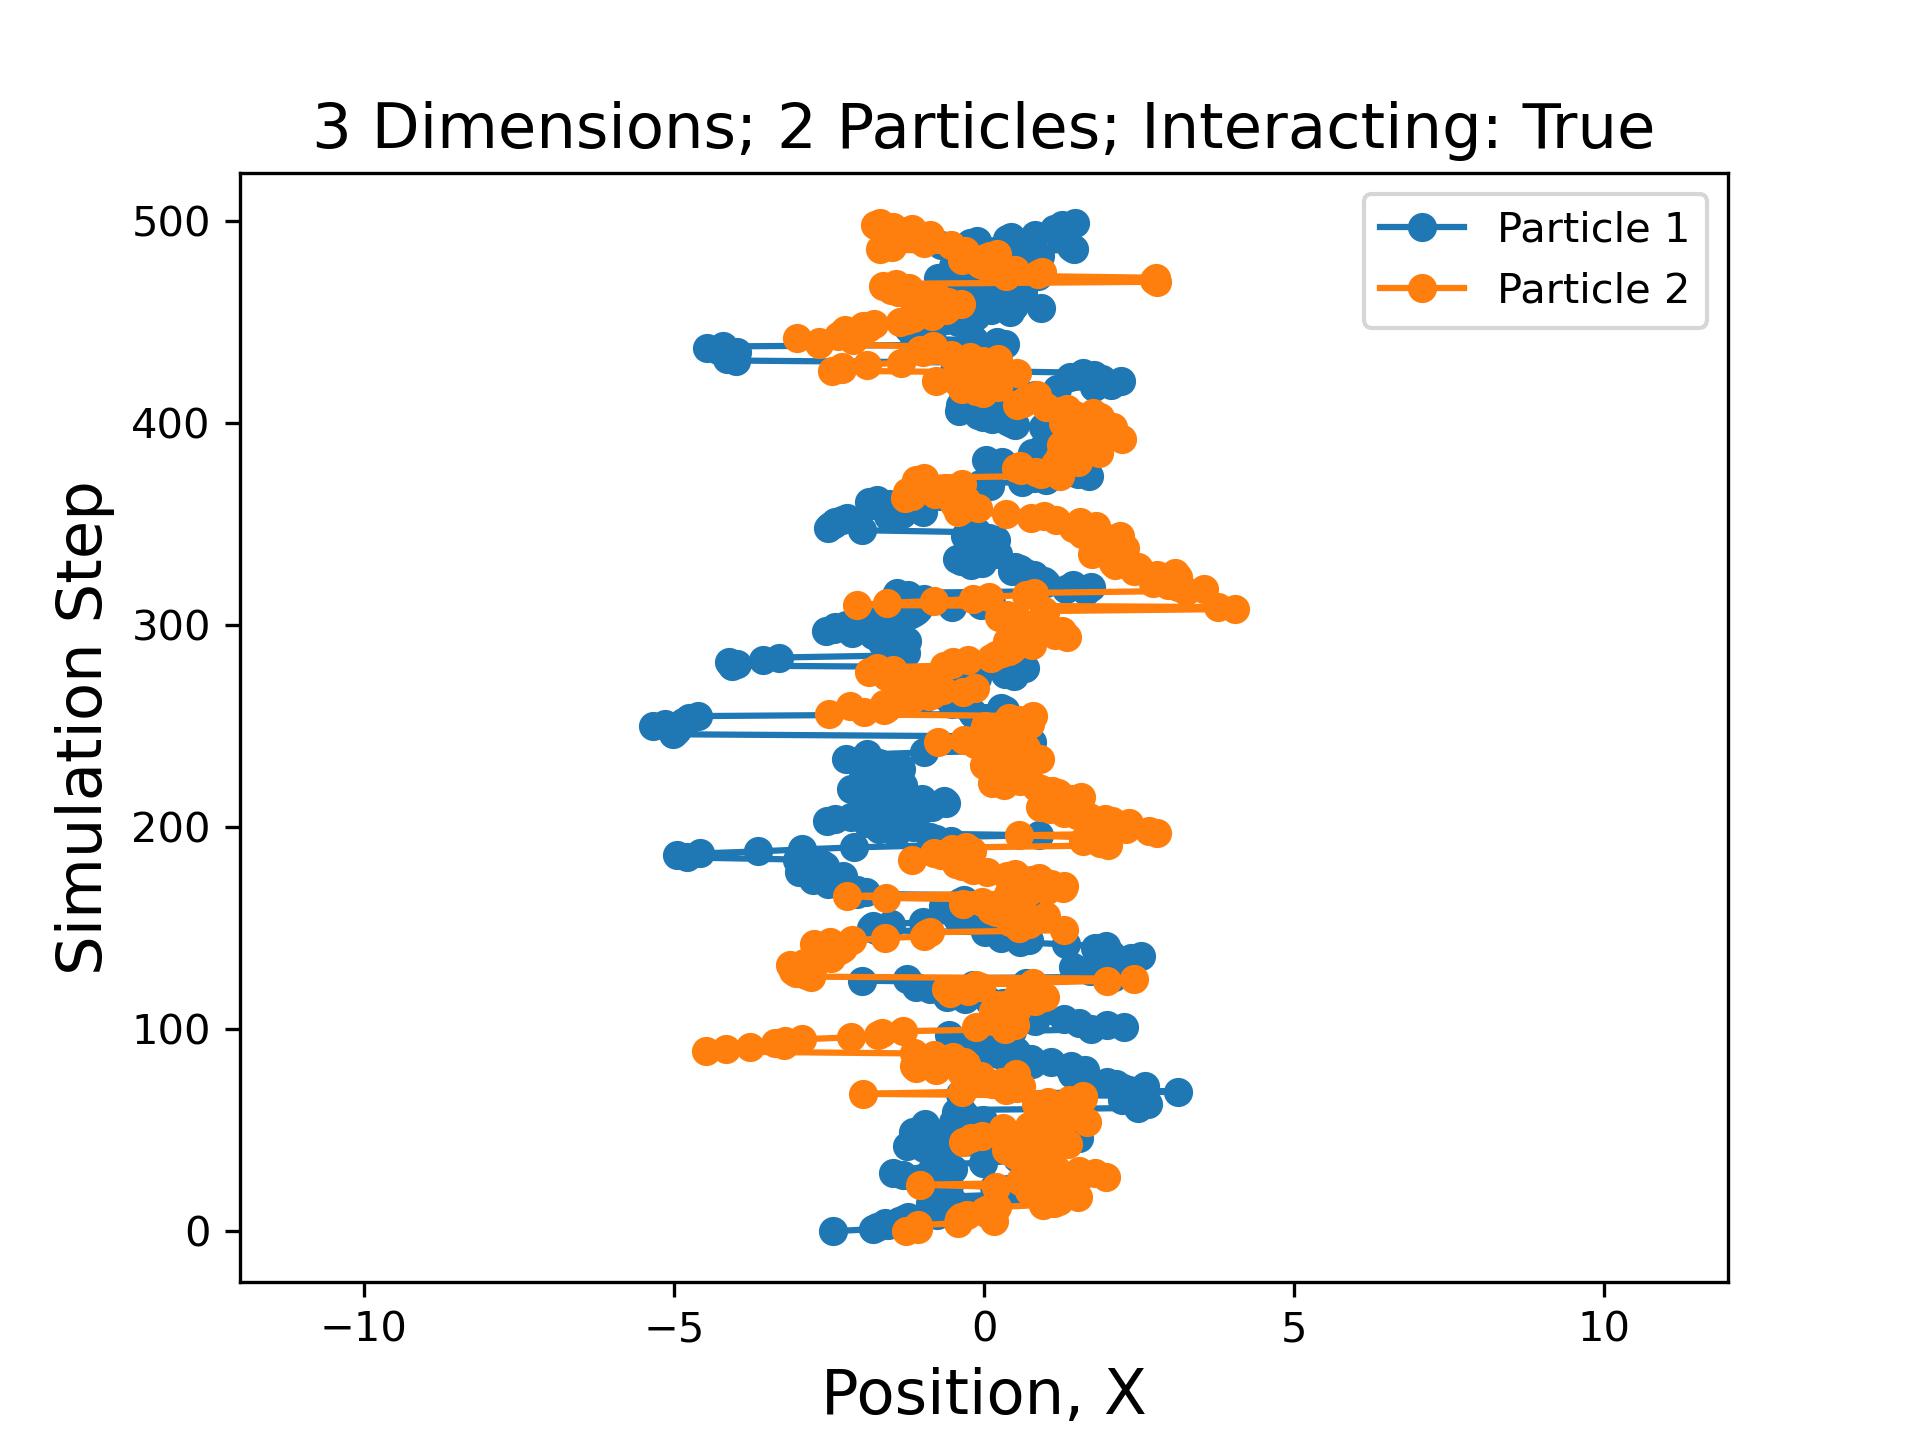 3 Dimensions; 2 Particles; Interacting: True
Particle 1
Particle 2
500
400
300
200
100
0
Simulation Step
−10
−5
0
5
10
Position, X